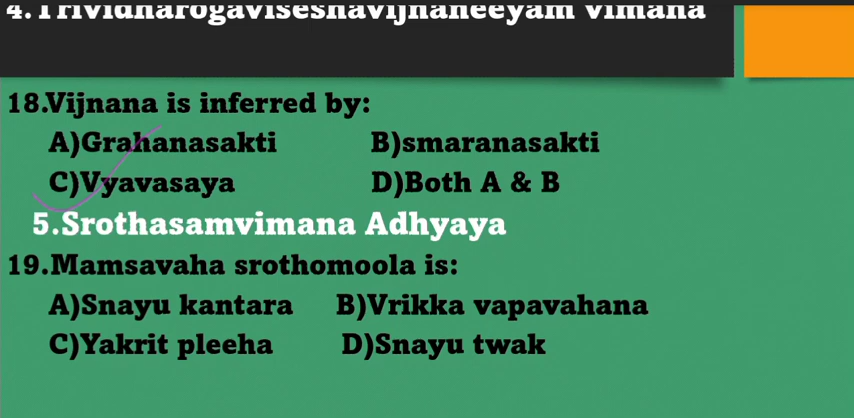 4.Trividharogaviseshavijnaneeyam vimana
18.Vijnana is inferred by:
A)Grahanasakti B)smaranasakti
C)Vyavasaya D)Both A & B
5.Srothasamvimana Adhyaya
19.Mamsavaha srothomoola is:
A)Snayu kantara B)Vrikka vapavahana
C)Yakrit pleeha D)Snayu twak